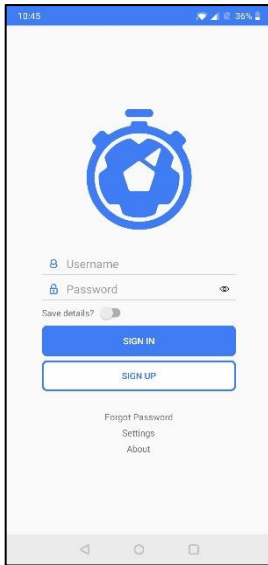 10:45 36%
Username
Password
Save details?
SIGN IN
SIGN UP
Forgot Password
Settings
About